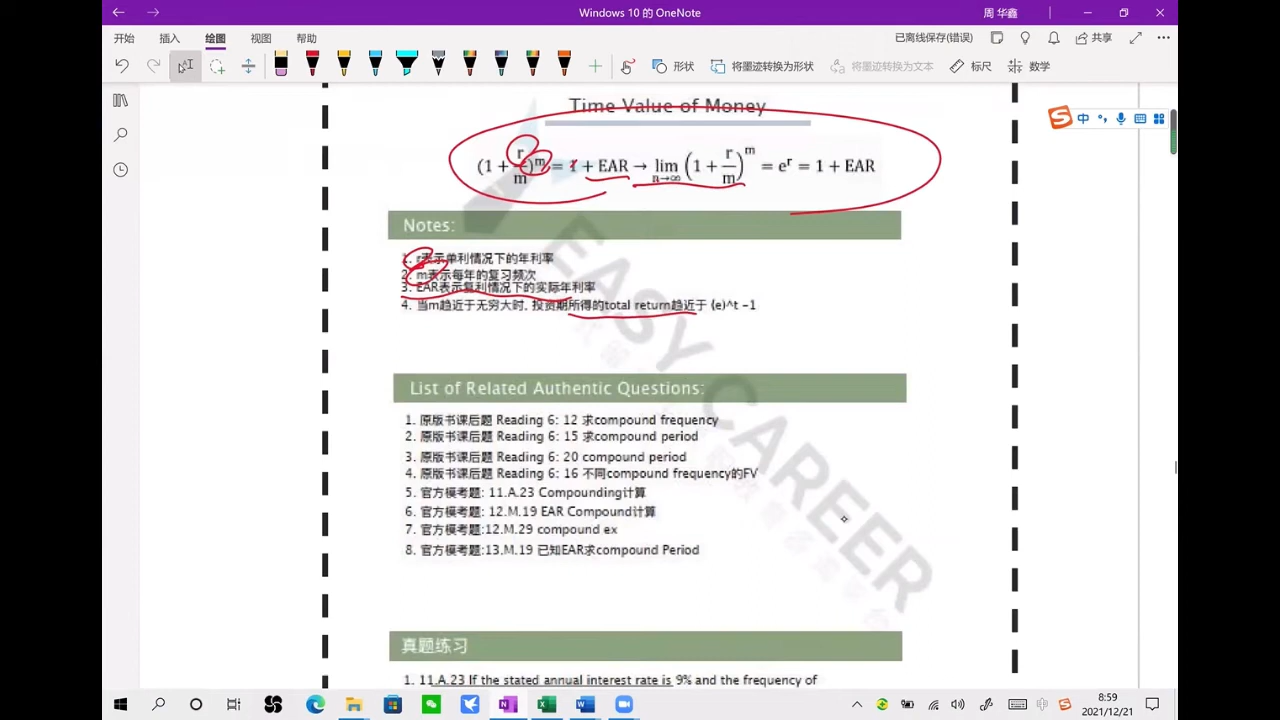 Windows 10 的 OneNote
周 华鑫
开始 插入 绘图 视图 帮助
已离线保存(错误) 共享
形状 将墨迹转换为形状 将墨迹转换为文本 标尺 数学
Time Value of Money
(1 + r/m)^m = 1 + EAR → lim n→∞ (1 + r/m)^m = e^r = 1 + EAR
中
Notes:
1. r表示单利情况下的年利率
2. m表示每年的复习频次
3. EAR表示复利情况下的实际年利率
4. 当m趋近于无穷大时, 投资期所得的total return趋近于 (e)^t -1
List of Related Authentic Questions:
1. 原版书课后题 Reading 6: 12 求compound frequency
2. 原版书课后题 Reading 6: 15 求compound period
3. 原版书课后题 Reading 6: 20 compound period
4. 原版书课后题 Reading 6: 16 不同compound frequency的FV
5. 官方模考题: 11.A.23 Compounding计算
6. 官方模考题: 12.M.19 EAR Compound计算
7. 官方模考题:12.M.29 compound ex
8. 官方模考题:13.M.19 已知EAR求compound Period
EASY CAREER
真题练习
1. 11.A.23 If the stated annual interest rate is 9% and the frequency of
中
8:59
2021/12/21